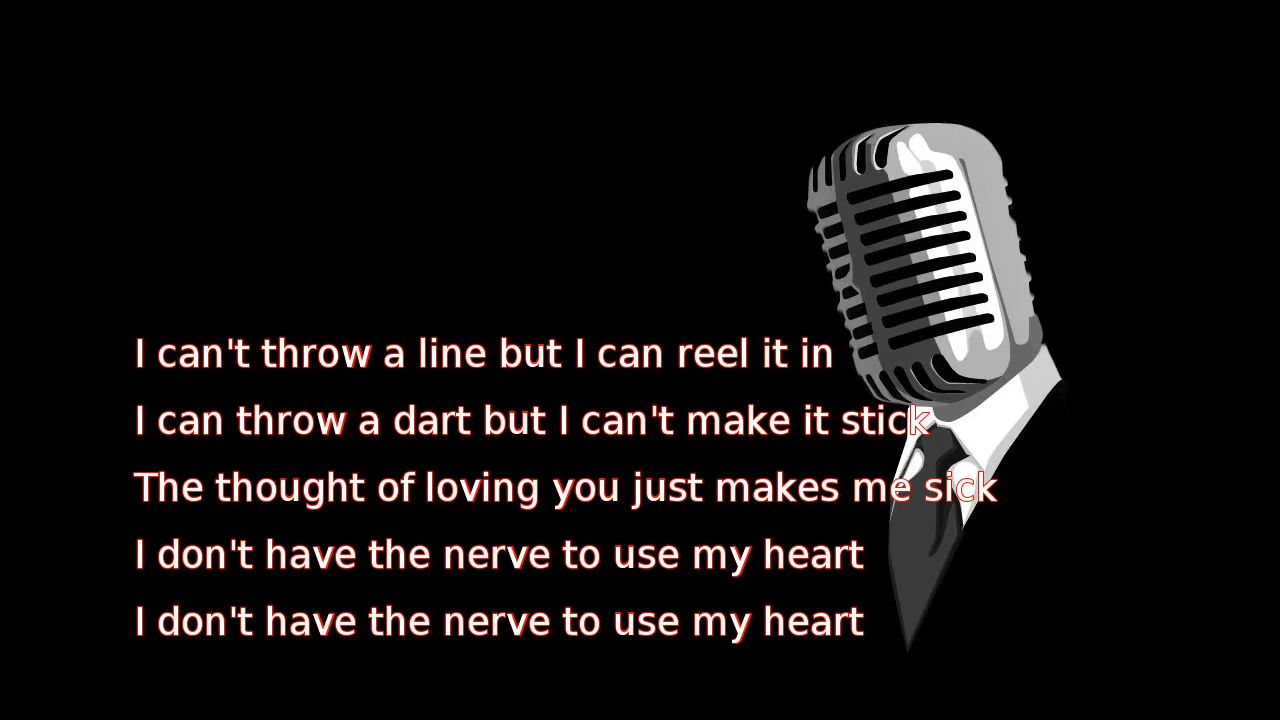 I can't throw a line but I can reel it in
I can throw a dart but I can't make it stick
The thought of loving you just makes me sick
I don't have the nerve to use my heart
I don't have the nerve to use my heart